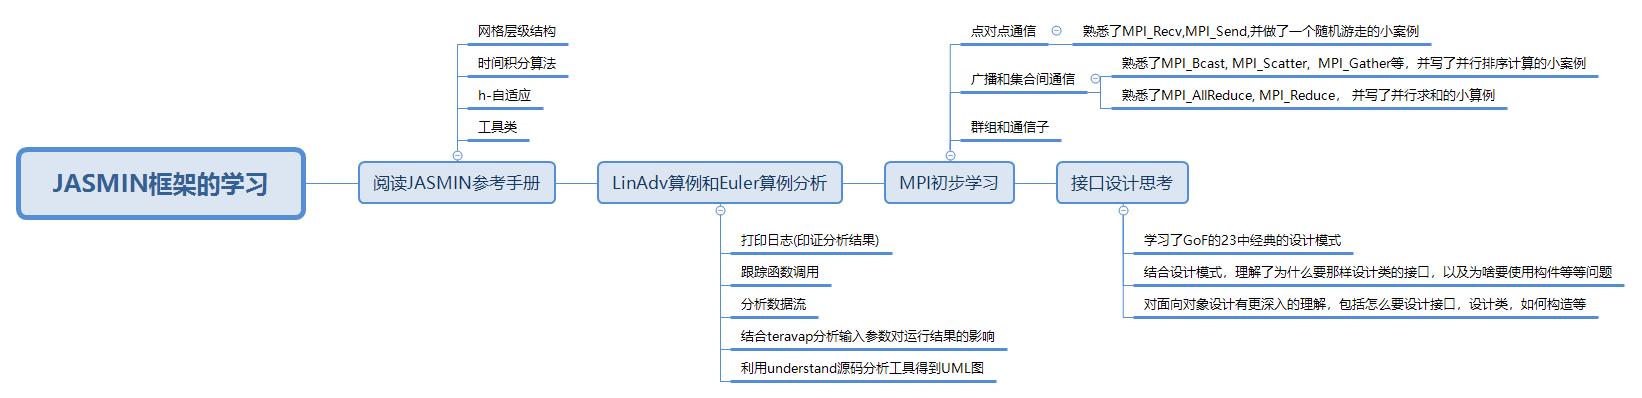 JASMIN框架的学习
阅读JASMIN参考手册
网格层级结构
时间积分算法
h-自适应
工具类
LinAdv算例和Euler算例分析
打印日志(印证分析结果)
跟踪函数调用
分析数据流
结合teravap分析输入参数对运行结果的影响
利用understand源码分析工具得到UML图
MPI初步学习
点对点通信
熟悉了MPI_Recv,MPI_Send,并做了一个随机游走的小案例
广播和集合间通信
熟悉了MPI_Bcast, MPI_Scatter, MPI_Gather等，并写了并行排序计算的小案例
熟悉了MPI_AllReduce, MPI_Reduce， 并写了并行求和的小算例
群组和通信子
接口设计思考
学习了GoF的23中经典的设计模式
结合设计模式，理解了为什么要那样设计类的接口，以及为啥要使用构件等等问题
对面向对象设计有更深入的理解，包括怎么要设计接口，设计类，如何构造等